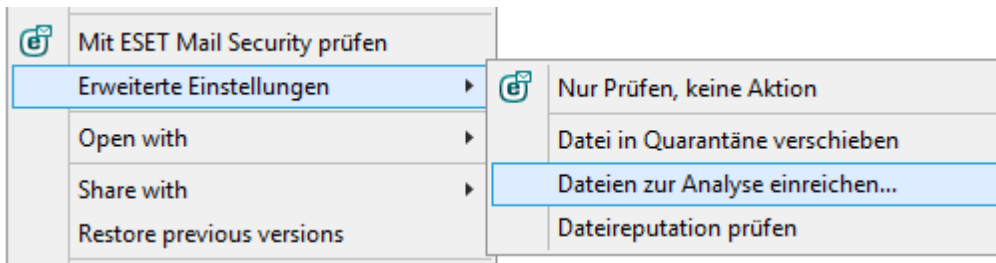 Mit ESET Mail Security prüfen
Erweiterte Einstellungen
Open with
Share with
Restore previous versions
Nur Prüfen, keine Aktion
Datei in Quarantäne verschieben
Dateien zur Analyse einreichen...
Dateireputation prüfen